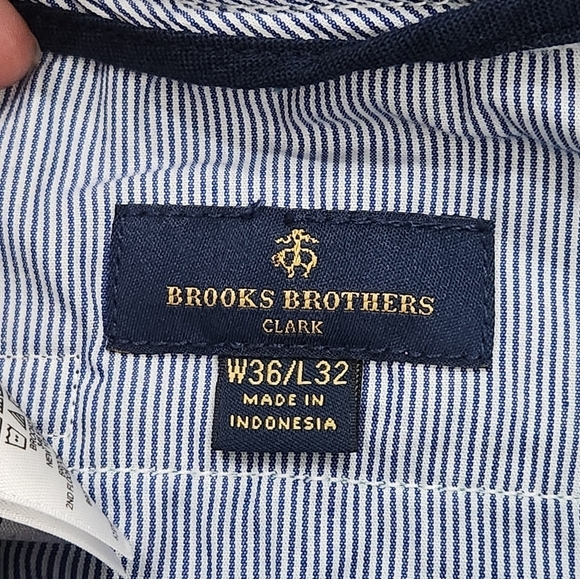 BROOKS BROTHERS
CLARK
W36/L32
MADE IN
INDONESIA